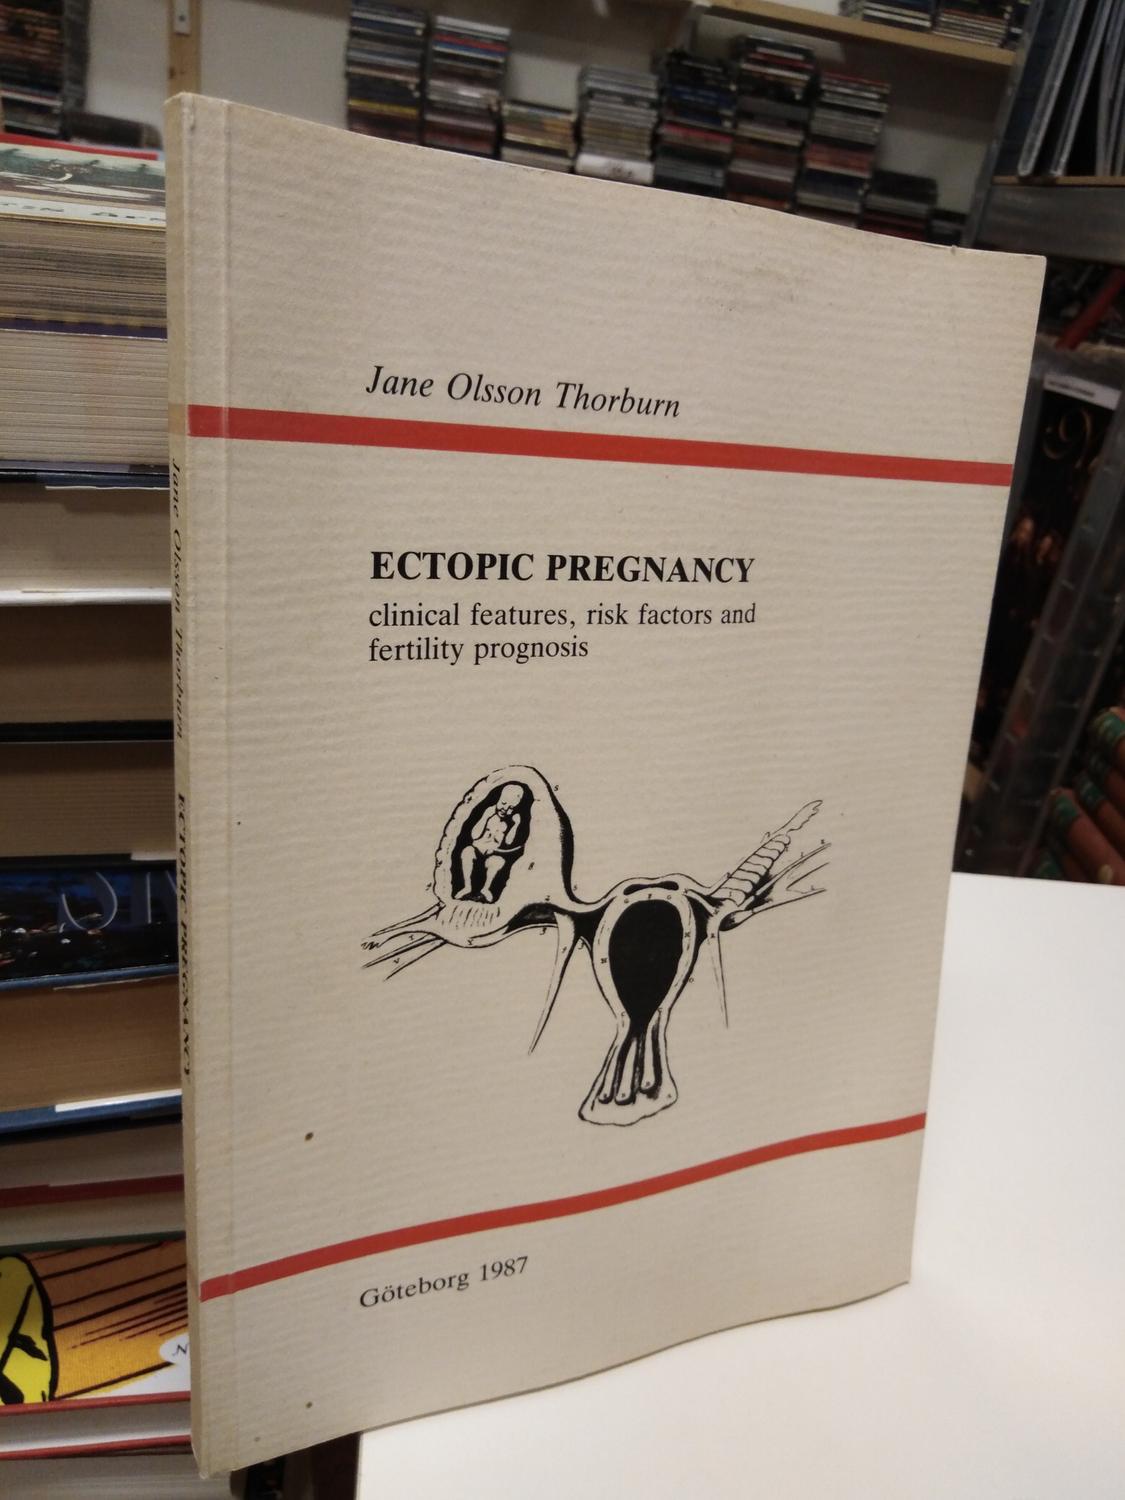 Jane Olsson Thorburn
ECTOPIC PREGNANCY
clinical features, risk factors and
fertility prognosis
Göteborg 1987
Jane Olsson Thorburn ECTOPIC PREGNANCY